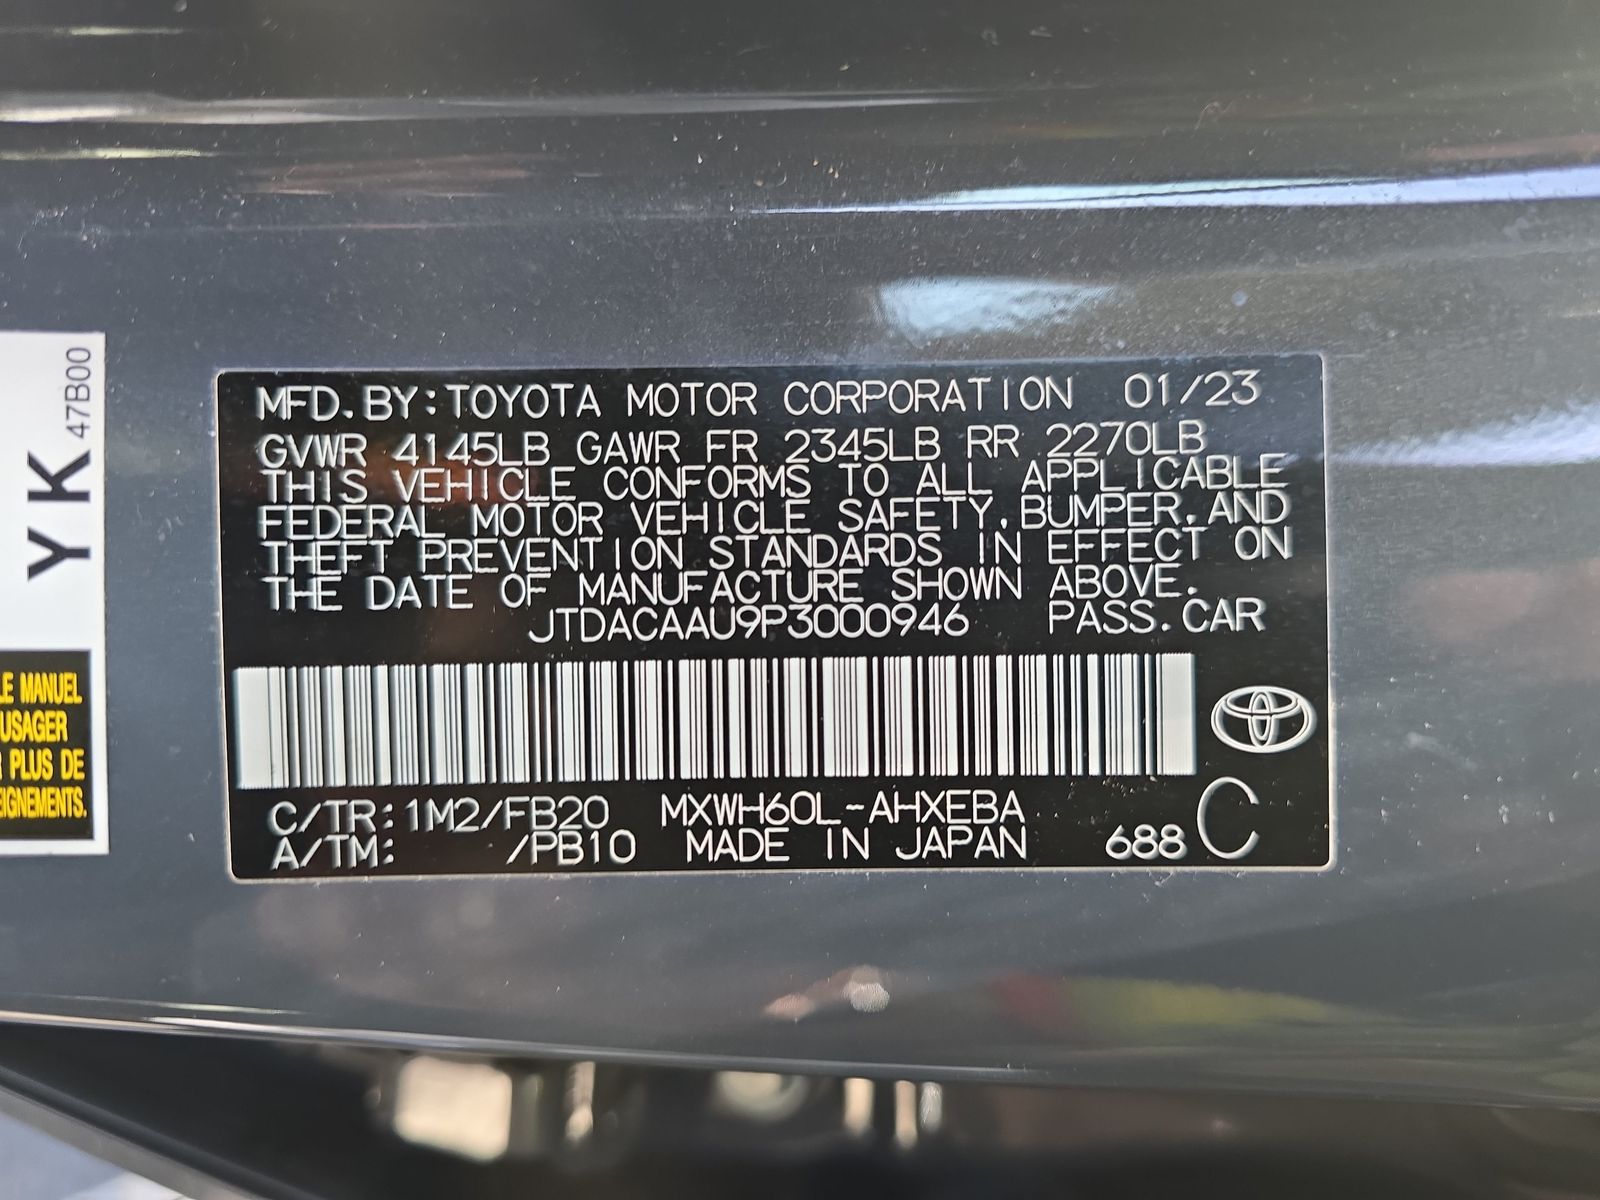 47B00
YK
LE MANUEL
USAGER
PLUS DE
MFD. BY: TOYOTA MOTOR CORPORATION 01/23
GVWR 4145LB GAWR FR 2345LB RR 2270LB
THIS VEHICLE CONFORMS TO ALL APPLICABLE
FEDERAL MOTOR VEHICLE SAFETY, BUMPER, AND
THEFT PREVENTION STANDARDS IN EFFECT ON
THE DATE OF MANUFACTURE SHOWN ABOVE.
JTDACAAU9P3000946 PASS. CAR
C/TR: 1M2/FB20 MXWH60L-AHXEBA
A/TM: /PB10 MADE IN JAPAN 688 C